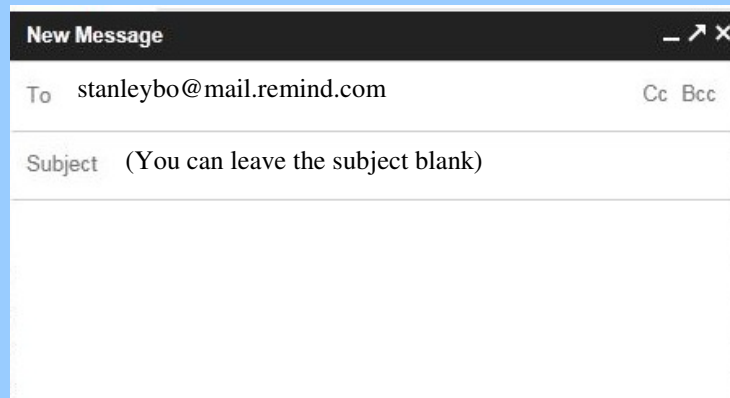 New Message
To stanleybo@mail.remind.com Cc Bcc
Subject (You can leave the subject blank)